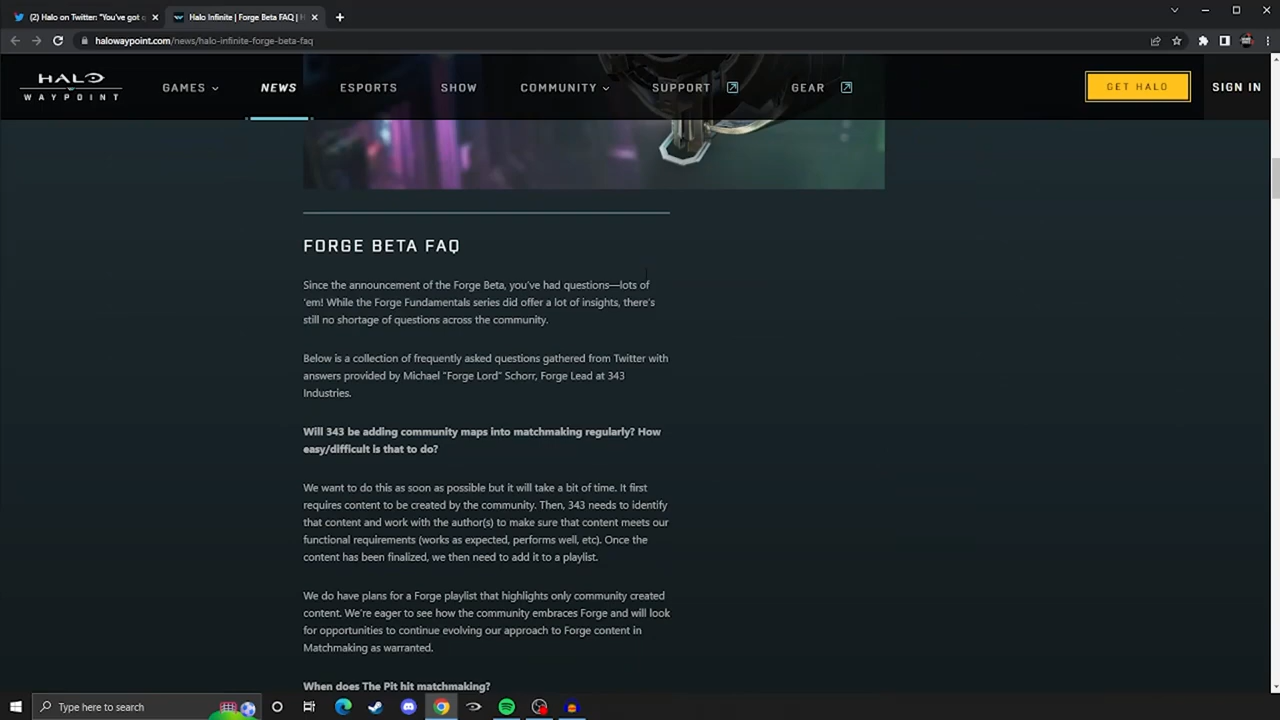 (2) Halo on Twitter: "You've got q
Halo Infinite | Forge Beta FAQ | H
halowaypoint.com/news/halo-infinite-forge-beta-faq
HALO
WAYPOINT
GAMES
NEWS
ESPORTS
SHOW
COMMUNITY
SUPPORT
GEAR
GET HALO
SIGN IN
FORGE BETA FAQ
Since the announcement of the Forge Beta, you've had questions—lots of
'em! While the Forge Fundamentals series did offer a lot of insights, there's
still no shortage of questions across the community.
Below is a collection of frequently asked questions gathered from Twitter with
answers provided by Michael "Forge Lord" Schorr, Forge Lead at 343
Industries.
Will 343 be adding community maps into matchmaking regularly? How
easy/difficult is that to do?
We want to do this as soon as possible but it will take a bit of time. It first
requires content to be created by the community. Then, 343 needs to identify
that content and work with the author(s) to make sure that content meets our
functional requirements (works as expected, performs well, etc). Once the
content has been finalized, we then need to add it to a playlist.
We do have plans for a Forge playlist that highlights only community created
content. We're eager to see how the community embraces Forge and will look
for opportunities to continue evolving our approach to Forge content in
Matchmaking as warranted.
When does The Pit hit matchmaking?
Type here to search